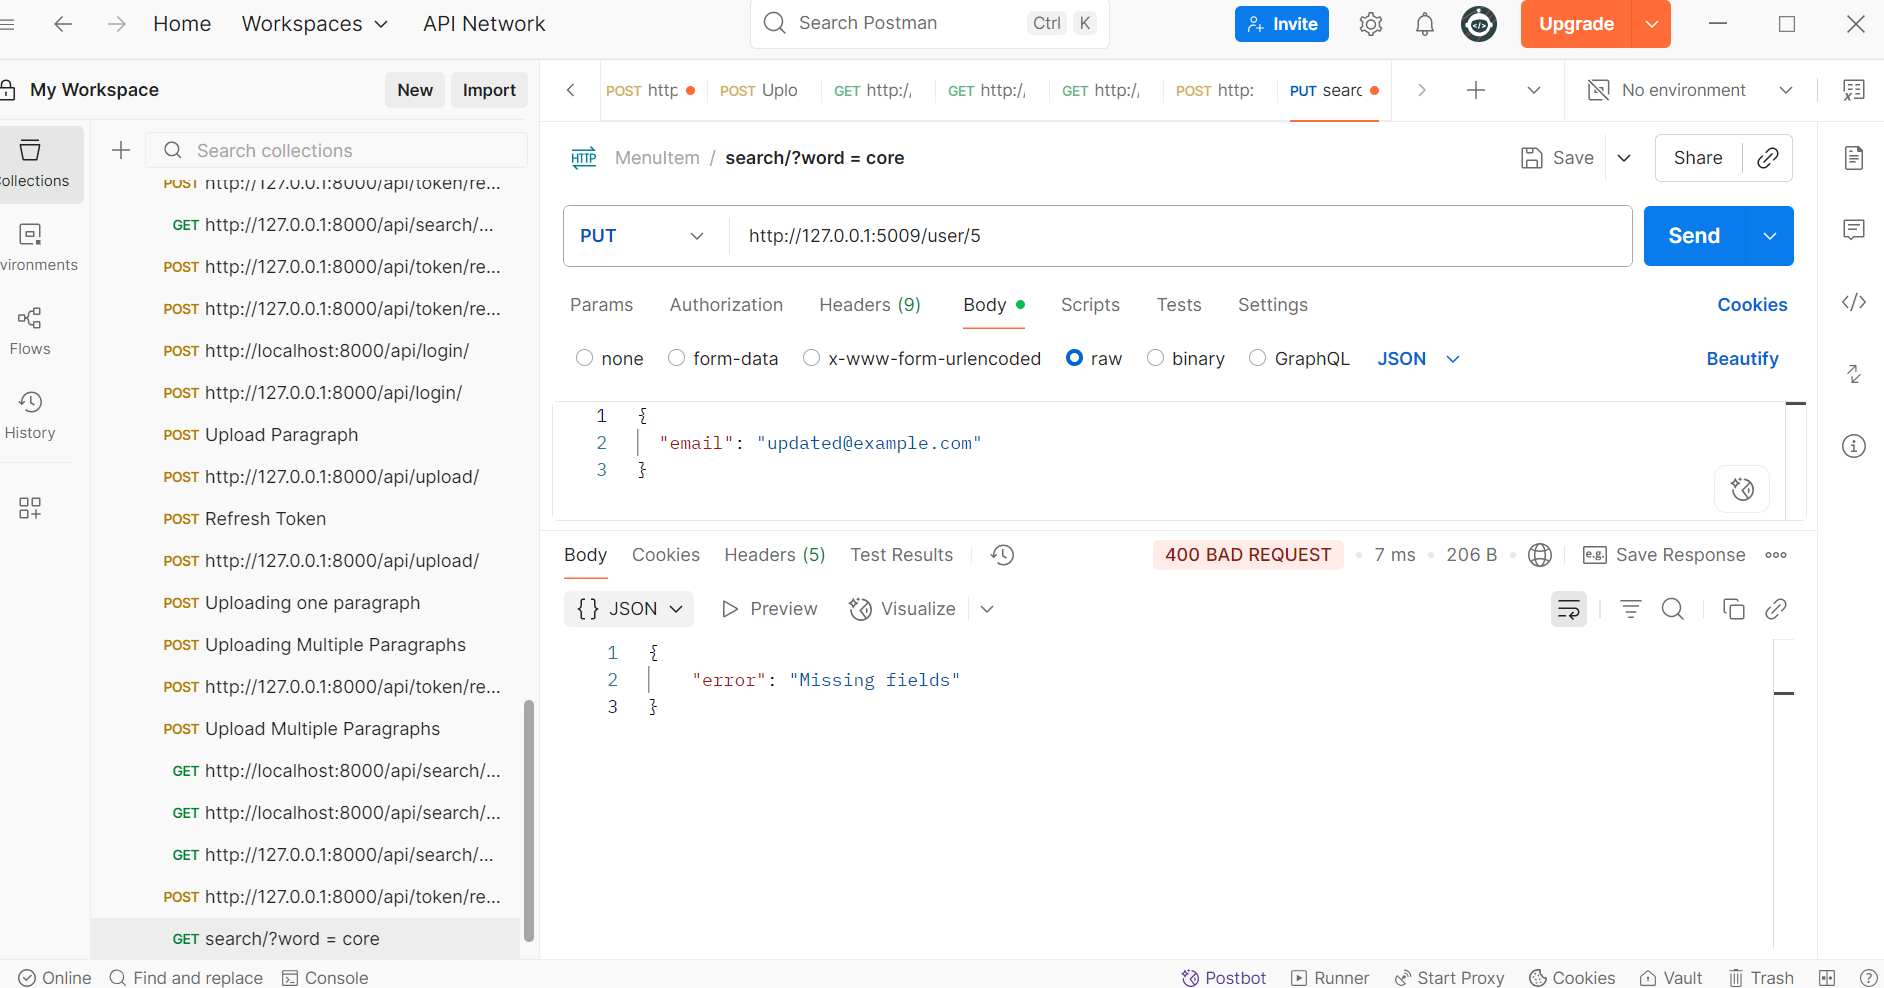 Home Workspaces API Network Search Postman Ctrl K Invite Upgrade
My Workspace New Import
POST http POST Uplo GET http:/, GET http:/, GET http:/, POST http: PUT searc No environment
Search collections
ollections
vironments
Flows
History
POST http://127.0.0.1:8000/api/token/re...
GET http://127.0.0.1:8000/api/search/...
POST http://127.0.0.1:8000/api/token/re...
POST http://127.0.0.1:8000/api/token/re...
POST http://localhost:8000/api/login/
POST http://127.0.0.1:8000/api/login/
POST Upload Paragraph
POST http://127.0.0.1:8000/api/upload/
POST Refresh Token
POST http://127.0.0.1:8000/api/upload/
POST Uploading one paragraph
POST Uploading Multiple Paragraphs
POST http://127.0.0.1:8000/api/token/re...
POST Upload Multiple Paragraphs
GET http://localhost:8000/api/search/...
GET http://localhost:8000/api/search/...
GET http://127.0.0.1:8000/api/search/...
POST http://127.0.0.1:8000/api/token/re...
GET search/?word = core
HTTP MenuItem / search/?word = core Save Share
PUT http://127.0.0.1:5009/user/5 Send
Params Authorization Headers (9) Body Scripts Tests Settings Cookies
none form-data x-www-form-urlencoded raw binary GraphQL JSON Beautify
1 {
2 "email": "updated@example.com"
3 }
Body Cookies Headers (5) Test Results 400 BAD REQUEST 7 ms 206 B e.g. Save Response
{} JSON Preview Visualize
1 {
2 "error": "Missing fields"
3 }
Online Find and replace Console Postbot Runner Start Proxy Cookies Vault Trash